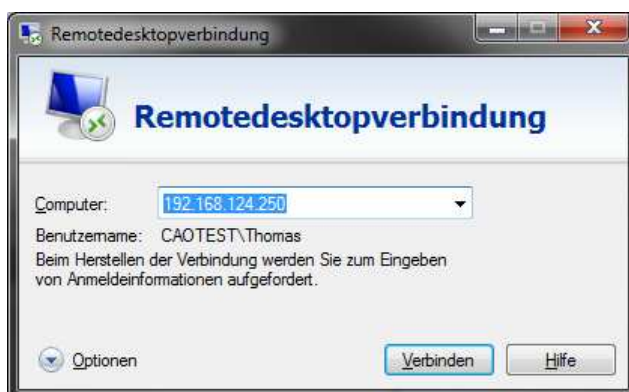 Remotedesktopverbindung
Remotedesktopverbindung
Computer: 192.168.124.250
Benutzername: CAOTEST\Thomas
Beim Herstellen der Verbindung werden Sie zum Eingeben
von Anmeldeinformationen aufgefordert.
Optionen Verbinden Hilfe